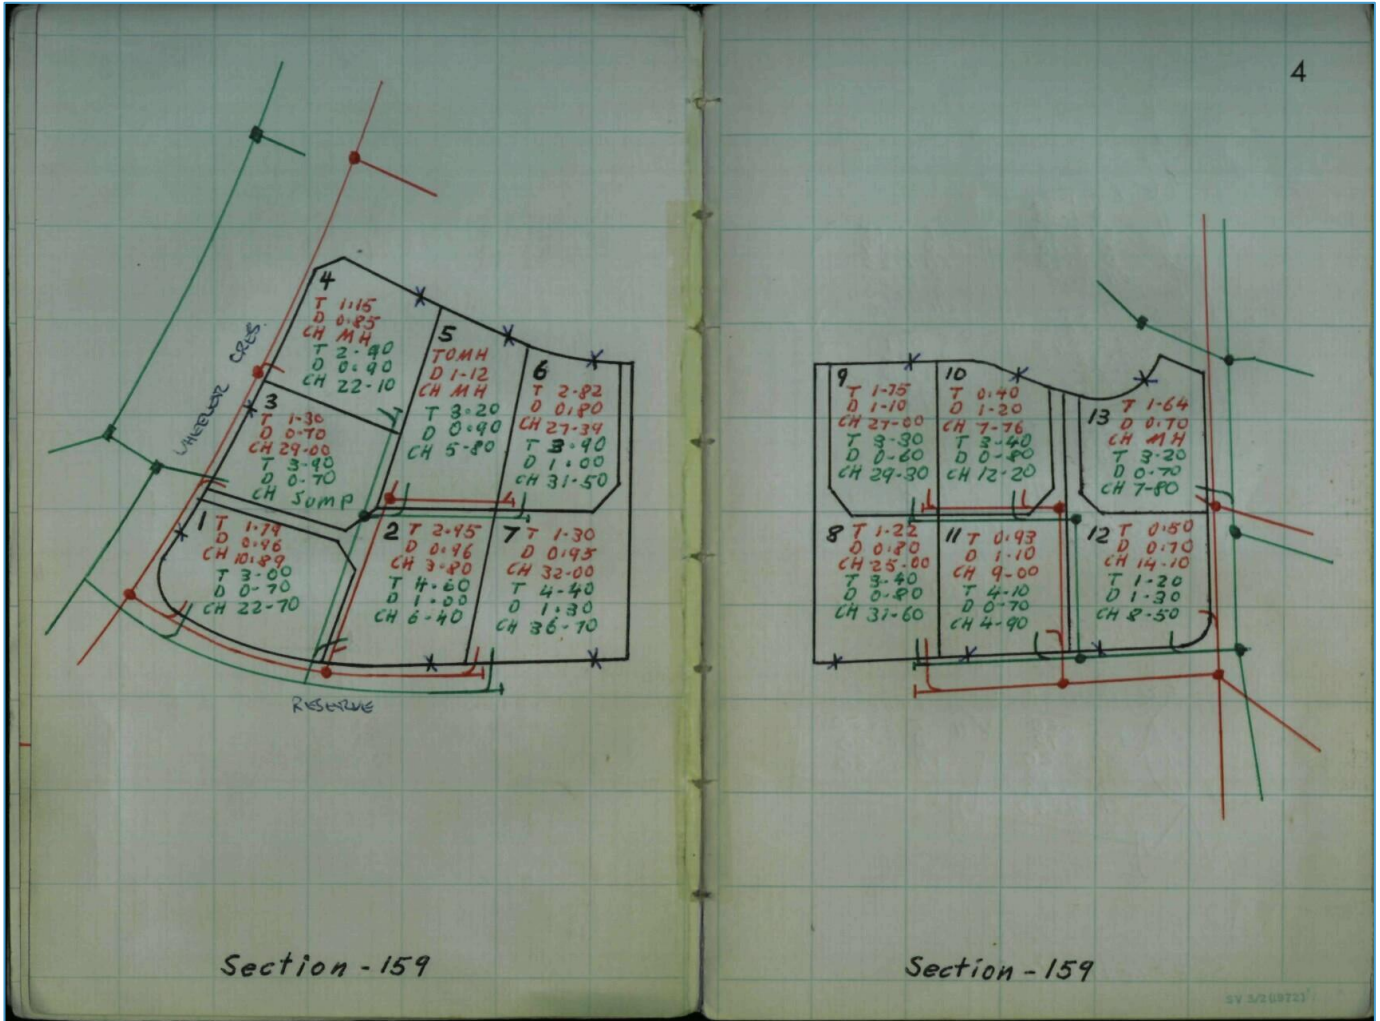 4
4
T 1.15
D 0.85
CH MH
T 2-90
D 0.90
CH 22-10
5
TOMH
D 1-12
CH MH
T 3.20
D 0.90
CH 5-80
6
T 2-82
D 0.80
CH 27-39
T 3.90
D 1.00
CH 31-50
3
T 1-30
D 0-70
CH 29-00
T 3-90
D 0-70
CH Sump
WHEELER CRES.
1
T 1-79
D 0.96
CH 10.89
T 3-00
D 0-70
CH 22-70
2
T 2-95
D 0.96
CH 3-80
T 4-60
D 1.00
CH 6-40
7
T 1-30
D 0.95
CH 32-00
T 4-40
D 1.30
CH 36-70
RESERVE
Section - 159
9
T 1-75
D 1-10
CH 27-00
T 3-30
D 0-60
CH 29-30
10
T 0.40
D 1-20
CH 7-76
T 3-40
D 0-80
CH 12-20
13
T 1-64
D 0.70
CH MH
T 3-20
D 0-70
CH 7-80
8
T 1-22
D 0.80
CH 25-00
T 3-40
D 0-80
CH 31-60
11
T 0.93
D 1-10
CH 9-00
T 4-10
D 0-70
CH 4-90
12
T 0.50
D 0.70
CH 14-10
T 1-20
D 1-30
CH 8-50
Section - 159